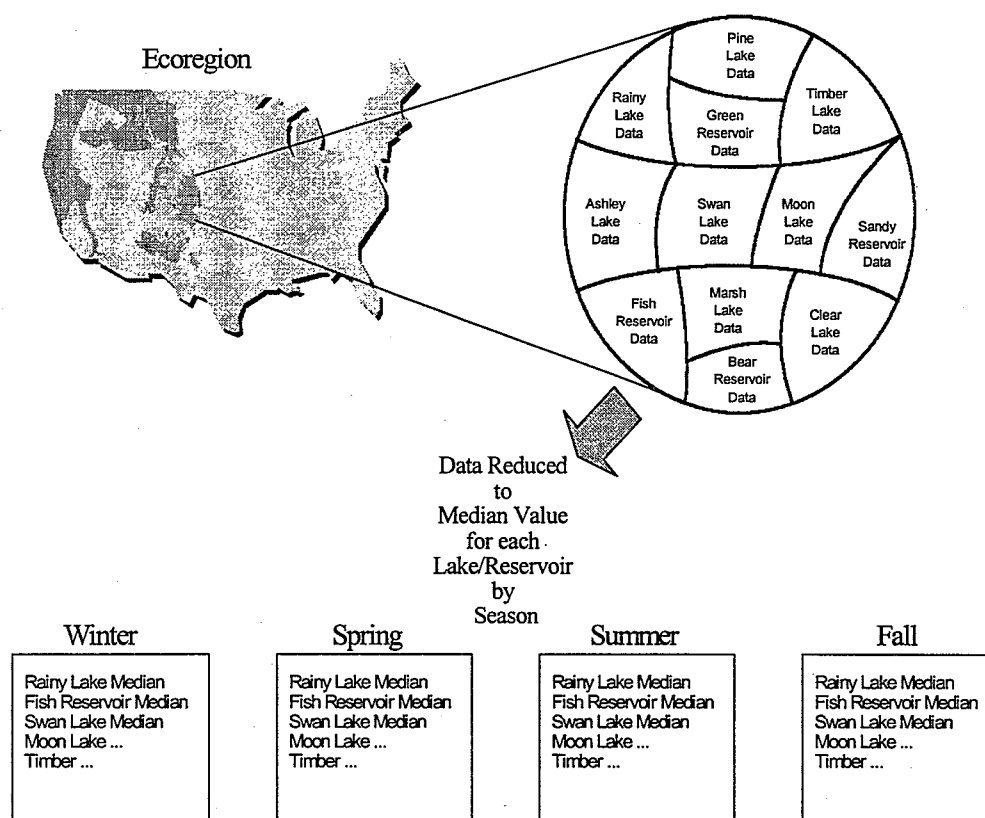 Ecoregion
Pine
Lake
Data
Rainy
Lake
Data
Green
Reservoir
Data
Timber
Lake
Data
Ashley
Lake
Data
Swan
Lake
Data
Moon
Lake
Data
Sandy
Reservoir
Data
Fish
Reservoir
Data
Marsh
Lake
Data
Clear
Lake
Data
Bear
Reservoir
Data
Data Reduced
to
Median Value
for each
Lake/Reservoir
by
Season
Winter
Rainy Lake Median
Fish Reservoir Median
Swan Lake Median
Moon Lake ...
Timber ...
Spring
Rainy Lake Median
Fish Reservoir Median
Swan Lake Median
Moon Lake ...
Timber ...
Summer
Rainy Lake Median
Fish Reservoir Median
Swan Lake Median
Moon Lake ...
Timber ...
Fall
Rainy Lake Median
Fish Reservoir Median
Swan Lake Median
Moon Lake ...
Timber ...